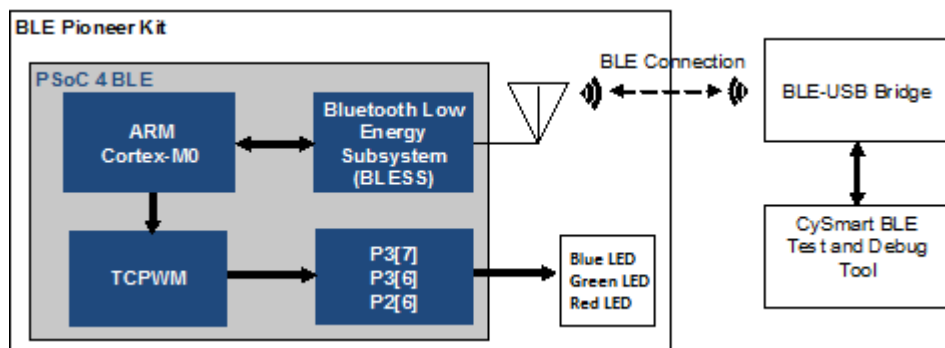 BLE Pioneer Kit
PSoC 4 BLE
ARM
Cortex-M0
Bluetooth Low
Energy
Subsystem
(BLESS)
BLE Connection
BLE-USB Bridge
TCPWM
P3[7]
P3[6]
P2[6]
Blue LED
Green LED
Red LED
CySmart BLE
Test and Debug
Tool